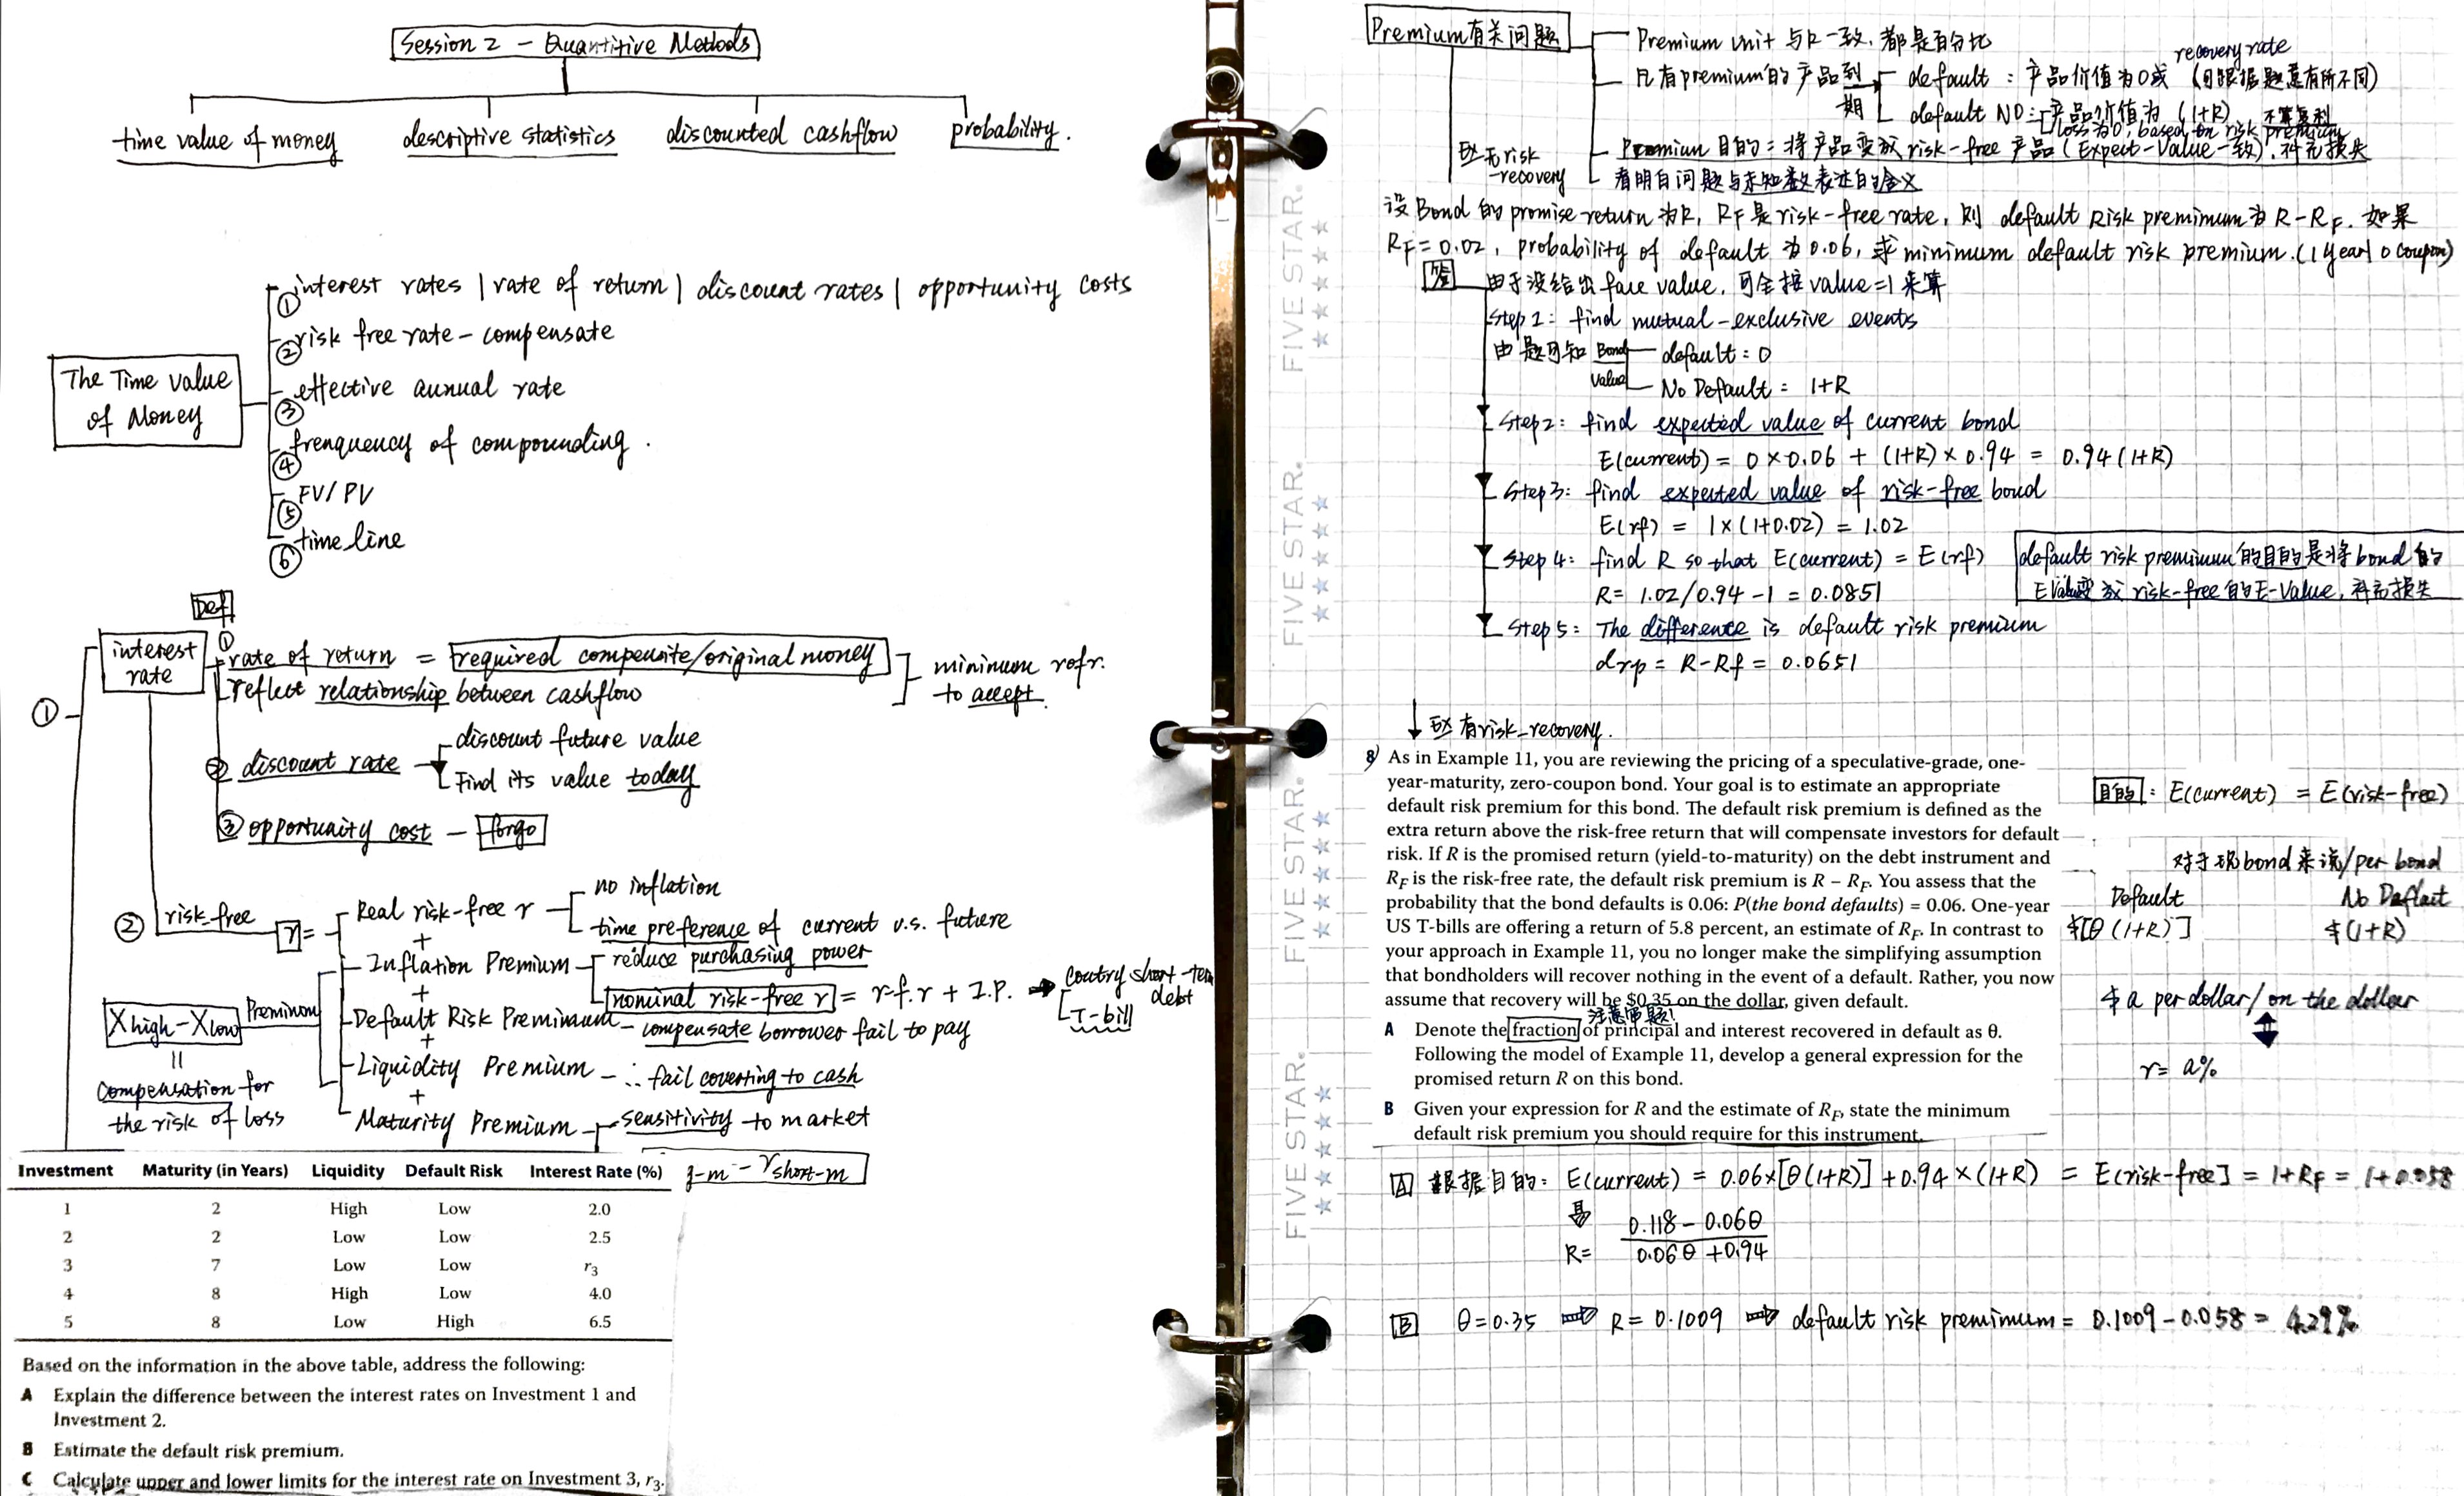 Session 2 - Quantitive Methods
time value of money
descriptive statistics
discounted cashflow
probability.
The Time Value
of Money
① interest rates | rate of return | discount rates | opportunity costs
② risk free rate - compensate
③ effective annual rate
④ frenquency of compounding.
⑤ FV/PV
⑥ time line
①
interest
rate
Def
① rate of return = required compensite/original money
reflect relationship between cashflow
minimum rofr.
to accept.
② discount rate
discount future value
Find its value today
③ opportunity cost - forgo
② risk-free
r =
Real risk-free r
no inflation
time preference of current v.s. future
+
Inflation Premium
reduce purchasing power
nominal risk-free r = r-f.r + I.P.
coutry short-term
debt
T-bill
+
Default Risk Premium - compensate borrower fail to pay
+
Liquidity Premium - ∴ fail coverting to cash
+
Maturity Premium
sensitivity to market
Premium
Xhigh-Xlow
=
Compensation for
the risk of loss
g-m - rshort-m
Investment Maturity (in Years) Liquidity Default Risk Interest Rate (%)
1 2 High Low 2.0
2 2 Low Low 2.5
3 7 Low Low r3
4 8 High Low 4.0
5 8 Low High 6.5
Based on the information in the above table, address the following:
A Explain the difference between the interest rates on Investment 1 and
Investment 2.
B Estimate the default risk premium.
C Calculate upper and lower limits for the interest rate on Investment 3, r3.
FIVE STAR.
FIVE STAR.
FIVE STAR.
FIVE STAR.
Premium有关问题
Premium unit 与R一致, 都是百分比
凡有premium的产品到期
default : 产品价值为0或 recovery rate (因根据题意有所不同)
default NO: 产品价值为 (1+R) 不算复利
loss为0, based on risk premium
Premium 目的: 将产品变成 risk-free 产品 (Expect-Value一致), 补充损失
看明白问题与未知数表达的含义
无risk
-recovery
设Bond 的 promise return 为R, RF 是 risk-free rate, 则 default Risk premimum 为 R-RF. 如果
RF=0.02, probability of default 为 0.06, 求 minimum default risk premium. (1 year 0 coupon)
答
由于没给出 face value, 可全按 value=1 来算
Step 1: find mutual-exclusive events
由题可知 Bond Value
default: 0
No Default: 1+R
Step 2: find expected value of current bond
E(current) = 0 × 0.06 + (1+R) × 0.94 = 0.94(1+R)
Step 3: find expected value of risk-free bond
E(rf) = 1×(1+0.02) = 1.02
Step 4: find R so that E(current) = E(rf)
R= 1.02/0.94 - 1 = 0.0851
default risk premimum 的目的是将 bond 的
E Value变成 risk-free 的 E-Value, 补充损失
Step 5: The difference is default risk premium
drp = R-Rf = 0.0651
↓ 有risk_recovery.
8) As in Example 11, you are reviewing the pricing of a speculative-grade, one-
year-maturity, zero-coupon bond. Your goal is to estimate an appropriate
default risk premium for this bond. The default risk premium is defined as the
extra return above the risk-free return that will compensate investors for default
risk. If R is the promised return (yield-to-maturity) on the debt instrument and
RF is the risk-free rate, the default risk premium is R − RF. You assess that the
probability that the bond defaults is 0.06: P(the bond defaults) = 0.06. One-year
US T-bills are offering a return of 5.8 percent, an estimate of RF. In contrast to
your approach in Example 11, you no longer make the simplifying assumption
that bondholders will recover nothing in the event of a default. Rather, you now
assume that recovery will be $0.35 on the dollar, given default.
注意审题!
A Denote the fraction of principal and interest recovered in default as θ.
Following the model of Example 11, develop a general expression for the
promised return R on this bond.
B Given your expression for R and the estimate of RF, state the minimum
default risk premium you should require for this instrument.
目的: E(current) = E(risk-free)
对于现bond来说/per bond
Default No Deflaut
$[θ(1+R)] $(1+R)
$ a per dollar/ on the dollar
r= a%
A 根据目的: E(current) = 0.06×[θ(1+R)] + 0.94 × (1+R) = E[risk-free] = 1+RF = 1+0.058
R= 0.118 - 0.06θ / 0.06θ + 0.94
B θ=0.35 ⇒ R= 0.1009 ⇒ default risk premimum = 0.1009 - 0.058 = 4.29%